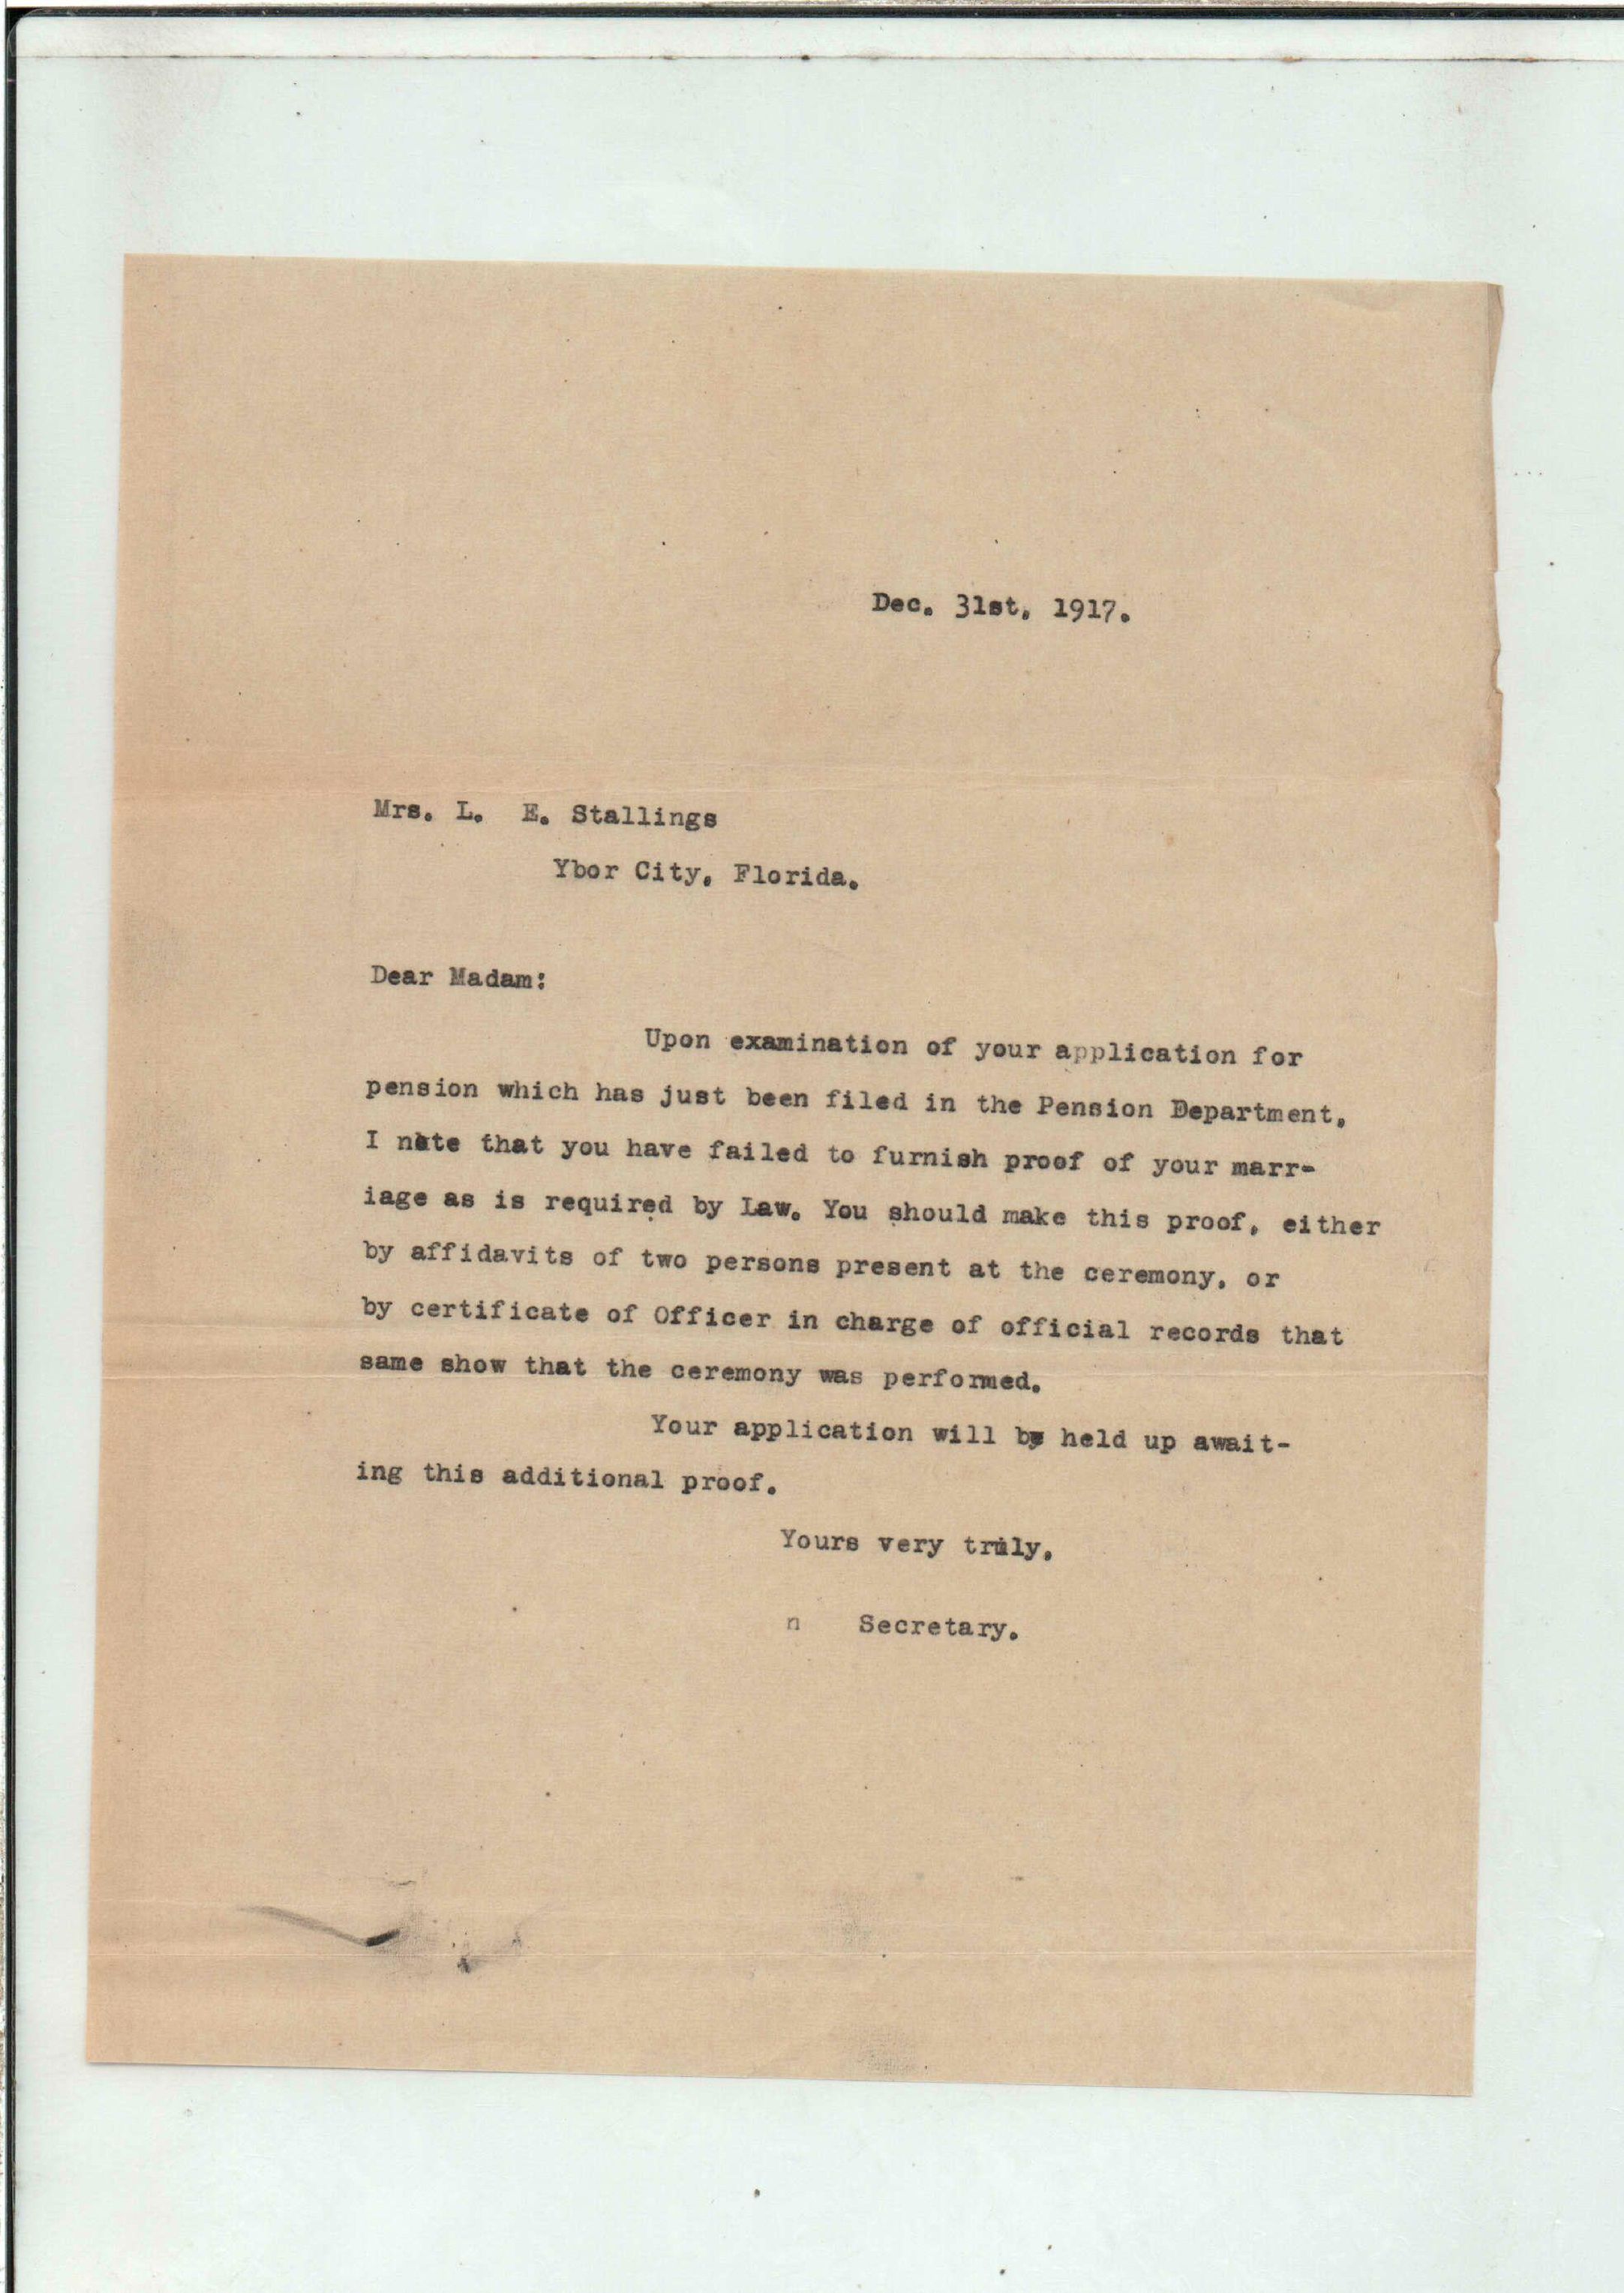 Dec. 31st, 1917.
Mrs. L. E. Stallings
Ybor City, Florida.
Dear Madam:
Upon examination of your application for
pension which has just been filed in the Pension Department,
I note that you have failed to furnish proof of your marr-
iage as is required by Law. You should make this proof, either
by affidavits of two persons present at the ceremony, or
by certificate of Officer in charge of official records that
same show that the ceremony was performed.
Your application will be held up await-
ing this additional proof.
Yours very truly,
n Secretary.